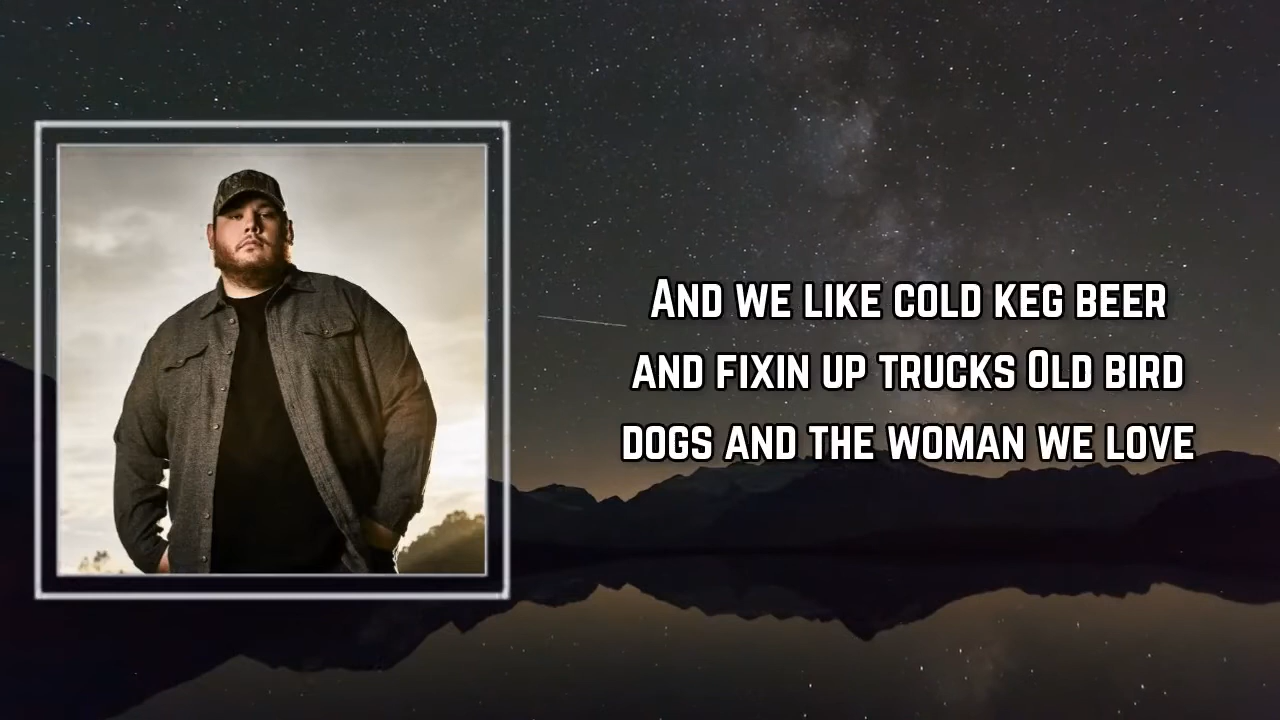 And we like cold keg beer
and fixin up trucks Old bird
dogs and the woman we love